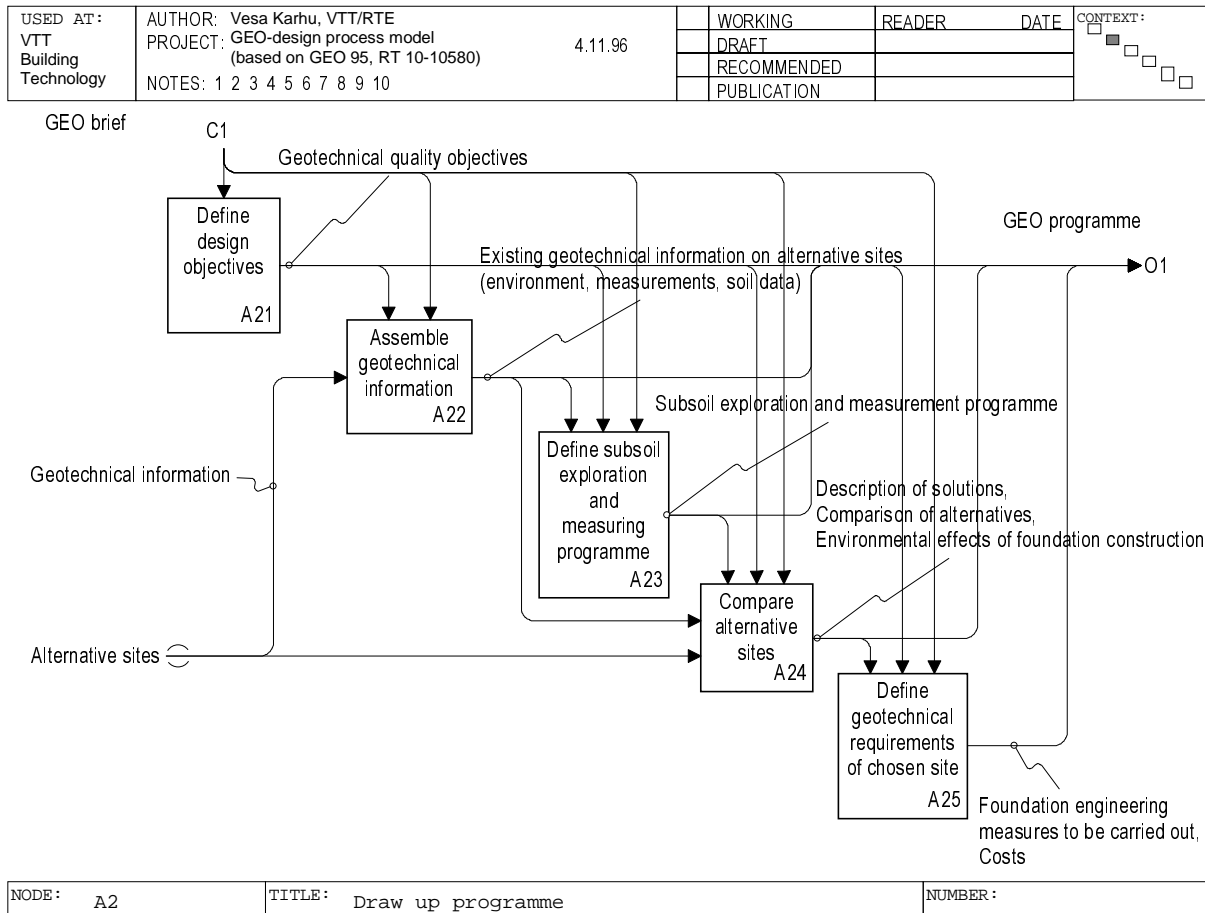 USED AT:
VTT
Building
Technology
AUTHOR: Vesa Karhu, VTT/RTE
PROJECT: GEO-design process model
(based on GEO 95, RT 10-10580)
4.11.96
NOTES: 1 2 3 4 5 6 7 8 9 10
WORKING
DRAFT
RECOMMENDED
PUBLICATION
READER
DATE
CONTEXT:
GEO brief
C1
Geotechnical quality objectives
Define
design
objectives
A21
GEO programme
O1
Existing geotechnical information on alternative sites
(environment, measurements, soil data)
Assemble
geotechnical
information
A22
Subsoil exploration and measurement programme
Define subsoil
exploration
and
measuring
programme
A23
Geotechnical information
Description of solutions,
Comparison of alternatives,
Environmental effects of foundation construction
Compare
alternative
sites
A24
Alternative sites
Define
geotechnical
requirements
of chosen site
A25
Foundation engineering
measures to be carried out,
Costs
NODE: A2
TITLE: Draw up programme
NUMBER: